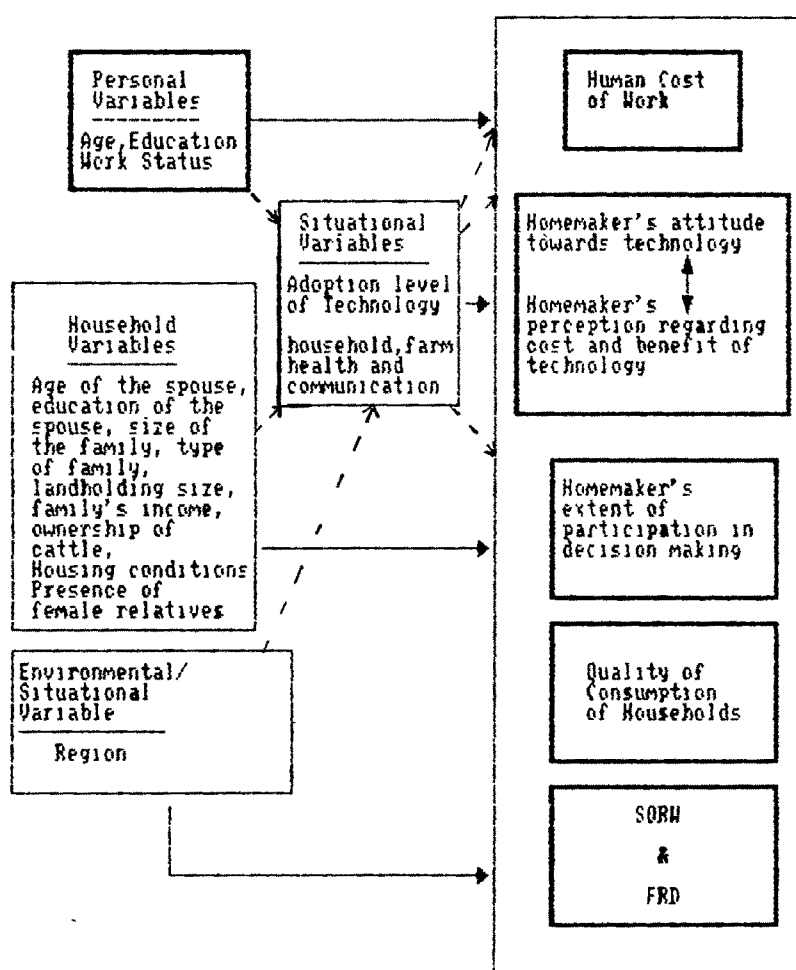 Personal
Variables
Age,Education
Work Status
Situational
Variables
Adoption level
of Technology
household,farm
health and
communication
Household
Variables
Age of the spouse,
education of the
spouse, size of
the family, type
of family,
landholding size,
family's income,
ownership of
cattle,
Housing conditions
Presence of
female relatives
Environmental/
Situational
Variable
Region
Human Cost
of Work
Homemaker's attitude
towards technology
Homemaker's
perception regarding
cost and benefit of
technology
Homemaker's
extent of
participation in
decision making
Quality of
Consumption
of Households
SORW
&
FRD